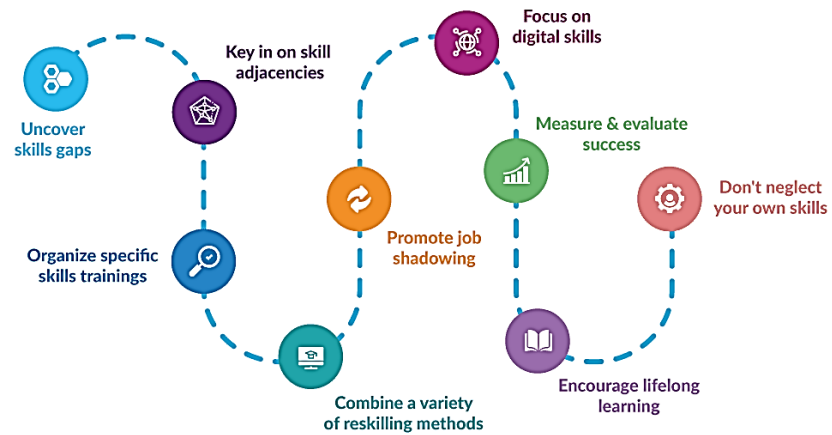 Uncover
skills gaps
Key in on skill
adjacencies
Organize specific
skills trainings
Combine a variety
of reskilling methods
Promote job
shadowing
Focus on
digital skills
Measure & evaluate
success
Encourage lifelong
learning
Don't neglect
your own skills